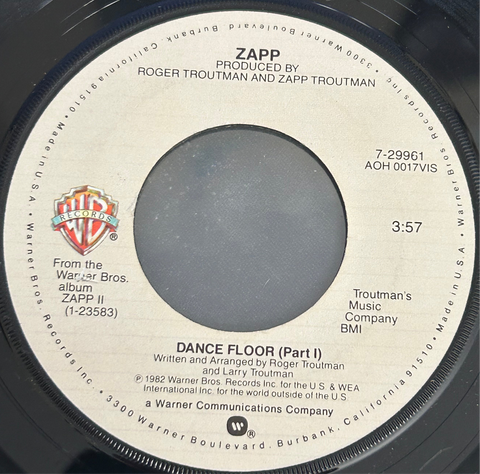 ZAPP
PRODUCED BY
ROGER TROUTMAN AND ZAPP TROUTMAN
7-29961
AOH 0017VIS
3:57
WB
RECORDS
®
From the
Warner Bros.
album
ZAPP II
(1-23583)
Troutman's
Music
Company
BMI
DANCE FLOOR (Part I)
Written and Arranged by Roger Troutman
and Larry Troutman
℗ 1982 Warner Bros. Records Inc. for the U.S. & WEA
International Inc. for the world outside of the U.S.
a Warner Communications Company
W ®
Warner Bros. Records Inc. • 3300 Warner Boulevard, Burbank, California 91510 • Made in U.S.A. •
Warner Bros. Records Inc. • 3300 Warner Boulevard, Burbank, California 91510 • Made in U.S.A. •